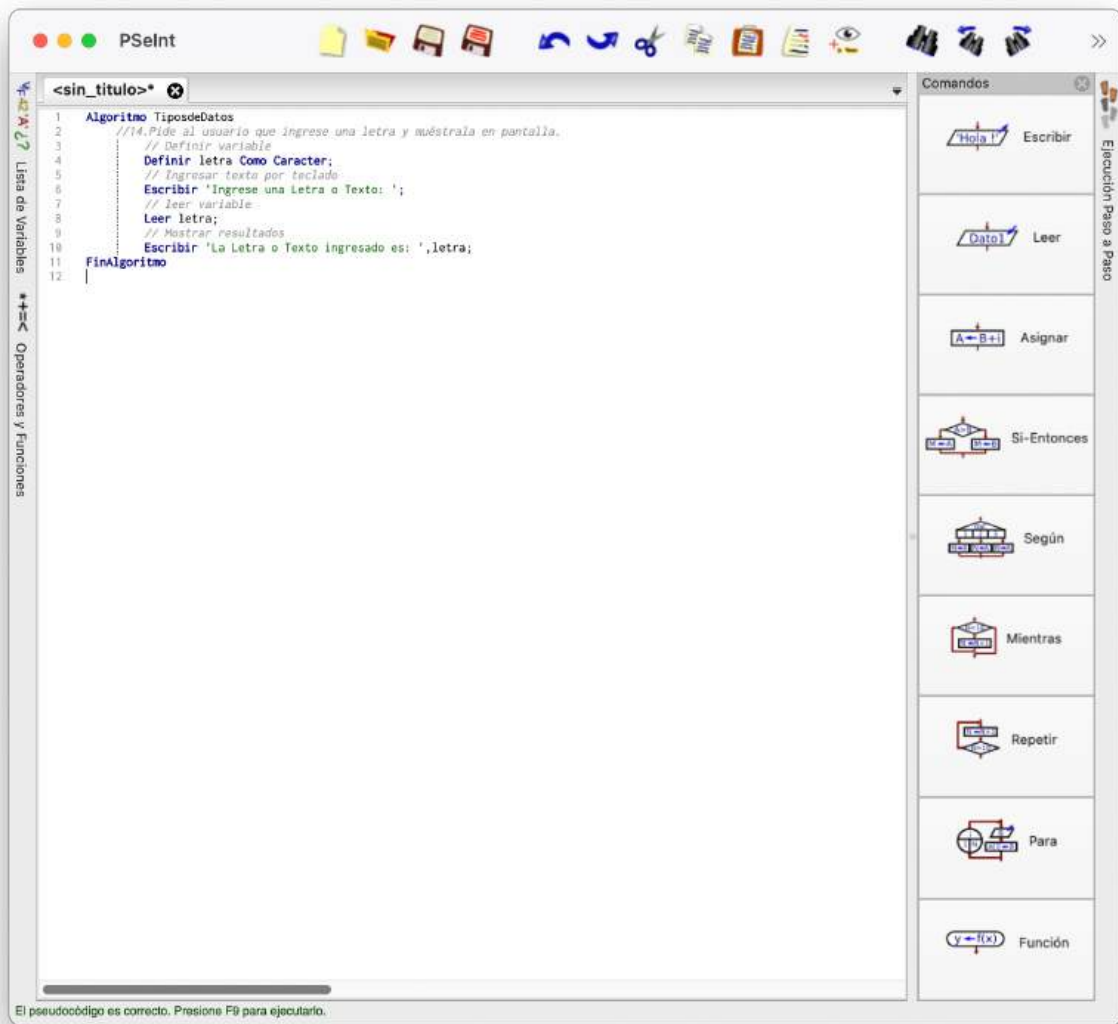 PSeInt
<sin_titulo>*
1 Algoritmo TiposdeDatos
2 //14.Pide al usuario que ingrese una letra y muéstrala en pantalla.
3 // Definir variable
4 Definir letra Como Caracter;
5 // Ingresar texto por teclado
6 Escribir 'Ingrese una Letra o Texto: ';
7 // leer variable
8 Leer letra;
9 // Mostrar resultados
10 Escribir 'La Letra o Texto ingresado es: ',letra;
11 FinAlgoritmo
12
Lista de Variables
*+=< Operadores y Funciones
Comandos
'Hola !' Escribir
Dato1 Leer
A←B+i Asignar
Si-Entonces
Según
Mientras
Repetir
Para
y←f(x) Función
Ejecución Paso a Paso
El pseudocódigo es correcto. Presione F9 para ejecutarlo.